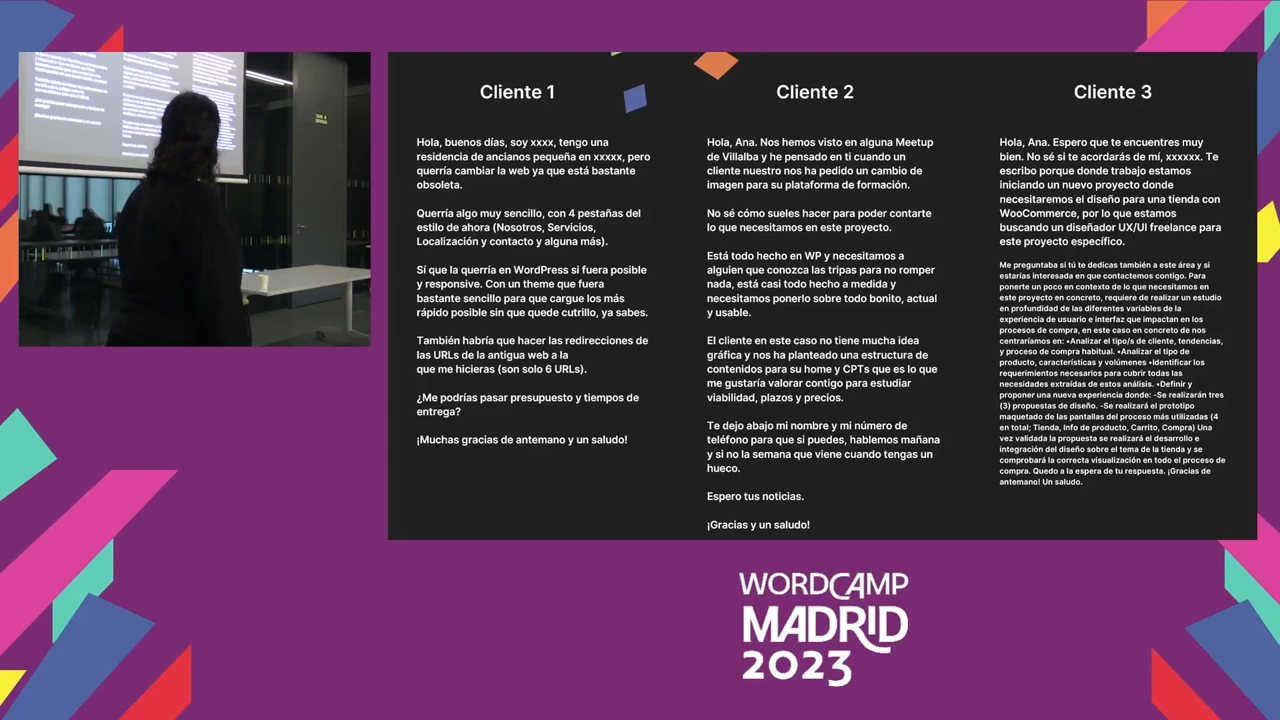 Cliente 1
Hola, buenos días, soy xxxx, tengo una
residencia de ancianos pequeña en xxxxx, pero
querría cambiar la web ya que está bastante
obsoleta.
Querría algo muy sencillo, con 4 pestañas del
estilo de ahora (Nosotros, Servicios,
Localización y contacto y alguna más).
Sí que la querría en WordPress si fuera posible
y responsive. Con un theme que fuera
bastante sencillo para que cargue los más
rápido posible sin que quede cutrillo, ya sabes.
También habría que hacer las redirecciones de
las URLs de la antigua web a la
que me hicieras (son solo 6 URLs).
¿Me podrías pasar presupuesto y tiempos de
entrega?
¡Muchas gracias de antemano y un saludo!
Cliente 2
Hola, Ana. Nos hemos visto en alguna Meetup
de Villalba y he pensado en ti cuando un
cliente nuestro nos ha pedido un cambio de
imagen para su plataforma de formación.
No sé cómo sueles hacer para poder contarte
lo que necesitamos en este proyecto.
Está todo hecho en WP y necesitamos a
alguien que conozca las tripas para no romper
nada, está casi todo hecho a medida y
necesitamos ponerlo sobre todo bonito, actual
y usable.
El cliente en este caso no tiene mucha idea
gráfica y nos ha planteado una estructura de
contenidos para su home y CPTs que es lo que
me gustaría valorar contigo para estudiar
viabilidad, plazos y precios.
Te dejo abajo mi nombre y mi número de
teléfono para que si puedes, hablemos mañana
y si no la semana que viene cuando tengas un
hueco.
Espero tus noticias.
¡Gracias y un saludo!
Cliente 3
Hola, Ana. Espero que te encuentres muy
bien. No sé si te acordarás de mí, xxxxxx. Te
escribo porque donde trabajo estamos
iniciando un nuevo proyecto donde
necesitaremos el diseño para una tienda con
WooCommerce, por lo que estamos
buscando un diseñador UX/UI freelance para
este proyecto específico.
Me preguntaba si tú te dedicas también a este área y si
estarías interesada en que contactemos contigo. Para
ponerte un poco en contexto de lo que necesitamos en
este proyecto en concreto, requiere de realizar un estudio
en profundidad de las diferentes variables de la
experiencia de usuario e interfaz que impactan en los
procesos de compra, en este caso en concreto de nos
centraríamos en: •Analizar el tipo/s de cliente, tendencias,
y proceso de compra habitual. •Analizar el tipo de
producto, características y volúmenes •Identificar los
requerimientos necesarios para cubrir todas las
necesidades extraídas de estos análisis. •Definir y
proponer una nueva experiencia donde: -Se realizarán tres
(3) propuestas de diseño. -Se realizará el prototipo
maquetado de las pantallas del proceso más utilizadas (4
en total; Tienda, Info de producto, Carrito, Compra) Una
vez validada la propuesta se realizará el desarrollo e
integración del diseño sobre el tema de la tienda y se
comprobará la correcta visualización en todo el proceso de
compra. Quedo a la espera de tu respuesta. ¡Gracias de
antemano! Un saludo.
WORDCAMP
MADRID
2023